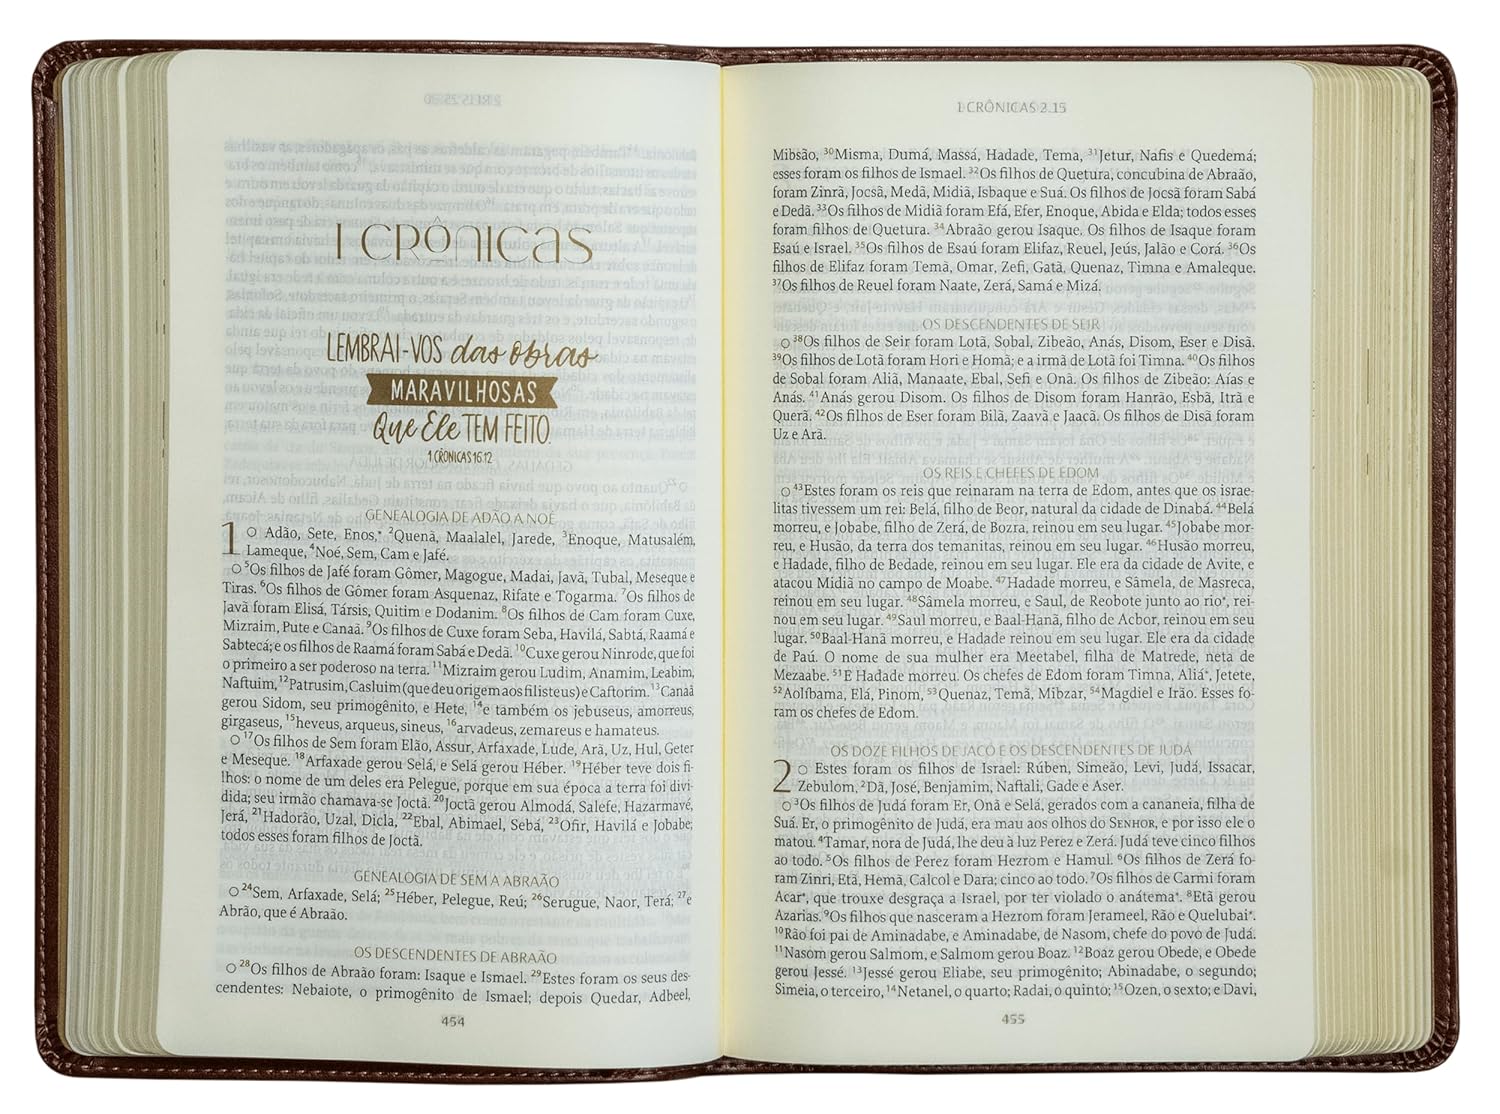 I CRÔNICAS
LEMBRAI-VOS das obras
MARAVILHOSAS
Que Ele TEM FEITO.
1 CRÔNICAS 16.12
GENEALOGIA DE ADÃO A NOÉ
1 O Adão, Sete, Enos,* ²Quenã, Maalalel, Jarede, ³Enoque, Matusalém,
Lameque, ⁴Noé, Sem, Cam e Jafé.
O ⁵Os filhos de Jafé foram Gômer, Magogue, Madai, Javã, Tubal, Meseque e
Tiras. ⁶Os filhos de Gômer foram Asquenaz, Rifate e Togarma. ⁷Os filhos de
Javã foram Elisá, Társis, Quitim e Dodanim. ⁸Os filhos de Cam foram Cuxe,
Mizraim, Pute e Canaã. ⁹Os filhos de Cuxe foram Seba, Havilá, Sabtá, Raamá e
Sabtecá; e os filhos de Raamá foram Sabá e Dedã. ¹⁰Cuxe gerou Ninrode, que foi
o primeiro a ser poderoso na terra. ¹¹Mizraim gerou Ludim, Anamim, Leabim,
Naftuim, ¹²Patrusim, Casluim (que deu origem aos filisteus) e Caftorim. ¹³Canaã
gerou Sidom, seu primogênito, e Hete, ¹⁴e também os jebuseus, amorreus,
girgaseus, ¹⁵heveus, arqueus, sineus, ¹⁶arvadeus, zemareus e hamateus.
O ¹⁷Os filhos de Sem foram Elão, Assur, Arfaxade, Lude, Arã, Uz, Hul, Geter
e Meseque. ¹⁸Arfaxade gerou Selá, e Selá gerou Héber. ¹⁹Héber teve dois fi-
lhos: o nome de um deles era Pelegue, porque em sua época a terra foi divi-
dida; seu irmão chamava-se Joctã. ²⁰Joctã gerou Almodá, Salefe, Hazarmavé,
Jerá, ²¹Hadorão, Uzal, Dicla, ²²Ebal, Abimael, Sebá, ²³Ofir, Havilá e Jobabe;
todos esses foram filhos de Joctã.
GENEALOGIA DE SEM A ABRAÃO
O ²⁴Sem, Arfaxade, Selá; ²⁵Héber, Pelegue, Reú; ²⁶Serugue, Naor, Terá; ²⁷e
Abrão, que é Abraão.
OS DESCENDENTES DE ABRAÃO
O ²⁸Os filhos de Abraão foram: Isaque e Ismael. ²⁹Estes foram os seus des-
cendentes: Nebaiote, o primogênito de Ismael; depois Quedar, Adbeel,
454
1 CRÔNICAS 2.15
Mibsão, ³⁰Misma, Dumá, Massá, Hadade, Tema, ³¹Jetur, Nafis e Quedemá;
esses foram os filhos de Ismael. ³²Os filhos de Quetura, concubina de Abraão,
foram Zinrã, Jocsã, Medã, Midiã, Isbaque e Suá. Os filhos de Jocsã foram Sabá
e Dedã. ³³Os filhos de Midiã foram Efá, Efer, Enoque, Abida e Elda; todos esses
foram filhos de Quetura. ³⁴Abraão gerou Isaque. Os filhos de Isaque foram
Esaú e Israel. ³⁵Os filhos de Esaú foram Elifaz, Reuel, Jeús, Jalão e Corá. ³⁶Os
filhos de Elifaz foram Temã, Omar, Zefi, Gatã, Quenaz, Timna e Amaleque.
³⁷Os filhos de Reuel foram Naate, Zerá, Samá e Mizá.
OS DESCENDENTES DE SEIR
O ³⁸Os filhos de Seir foram Lotã, Sobal, Zibeão, Anás, Disom, Eser e Disã.
³⁹Os filhos de Lotã foram Hori e Homã; e a irmã de Lotã foi Timna. ⁴⁰Os filhos
de Sobal foram Aliã, Manaate, Ebal, Sefi e Onã. Os filhos de Zibeão: Aías e
Anás. ⁴¹Anás gerou Disom. Os filhos de Disom foram Hanrão, Esbã, Itrã e
Querã. ⁴²Os filhos de Eser foram Bilã, Zaavã e Jaacã. Os filhos de Disã foram
Uz e Arã.
OS REIS E CHEFES DE EDOM
O ⁴³Estes foram os reis que reinaram na terra de Edom, antes que os israe-
litas tivessem um rei: Belá, filho de Beor, natural da cidade de Dinabá. ⁴⁴Belá
morreu, e Jobabe, filho de Zerá, de Bozra, reinou em seu lugar. ⁴⁵Jobabe mor-
reu, e Husão, da terra dos temanitas, reinou em seu lugar. ⁴⁶Husão morreu,
e Hadade, filho de Bedade, reinou em seu lugar. Ele era da cidade de Avite, e
atacou Midiã no campo de Moabe. ⁴⁷Hadade morreu, e Sâmela, de Masreca,
reinou em seu lugar. ⁴⁸Sâmela morreu, e Saul, de Reobote junto ao rio*, rei-
nou em seu lugar. ⁴⁹Saul morreu, e Baal-Hanã, filho de Acbor, reinou em seu
lugar. ⁵⁰Baal-Hanã morreu, e Hadade reinou em seu lugar. Ele era da cidade
de Paú. O nome de sua mulher era Meetabel, filha de Matrede, neta de
Mezaabe. ⁵¹E Hadade morreu. Os chefes de Edom foram Timna, Aliá*, Jetete,
⁵²Aolíbama, Elá, Pinom, ⁵³Quenaz, Temã, Mibzar, ⁵⁴Magdiel e Irão. Esses fo-
ram os chefes de Edom.
OS DOZE FILHOS DE JACÓ E OS DESCENDENTES DE JUDÁ
2 O Estes foram os filhos de Israel: Rúben, Simeão, Levi, Judá, Issacar,
Zebulom, ²Dã, José, Benjamim, Naftali, Gade e Aser.
O ³Os filhos de Judá foram Er, Onã e Selá, gerados com a cananeia, filha de
Suá. Er, o primogênito de Judá, era mau aos olhos do SENHOR, e por isso ele o
matou. ⁴Tamar, nora de Judá, lhe deu à luz Perez e Zerá. Judá teve cinco filhos
ao todo. ⁵Os filhos de Perez foram Hezrom e Hamul. ⁶Os filhos de Zerá fo-
ram Zinri, Etã, Hemã, Calcol e Dara; cinco ao todo. ⁷Os filhos de Carmi foram
Acar*, que trouxe desgraça a Israel, por ter violado o anátema*. ⁸Etã gerou
Azarias. ⁹Os filhos que nasceram a Hezrom foram Jerameel, Rão e Quelubai*.
¹⁰Rão foi pai de Aminadabe, e Aminadabe, de Nasom, chefe do povo de Judá.
¹¹Nasom gerou Salmom, e Salmom gerou Boaz. ¹²Boaz gerou Obede, e Obede
gerou Jessé. ¹³Jessé gerou Eliabe, seu primogênito; Abinadabe, o segundo;
Simeia, o terceiro, ¹⁴Netanel, o quarto; Radai, o quinto; ¹⁵Ozen, o sexto; e Davi,
455